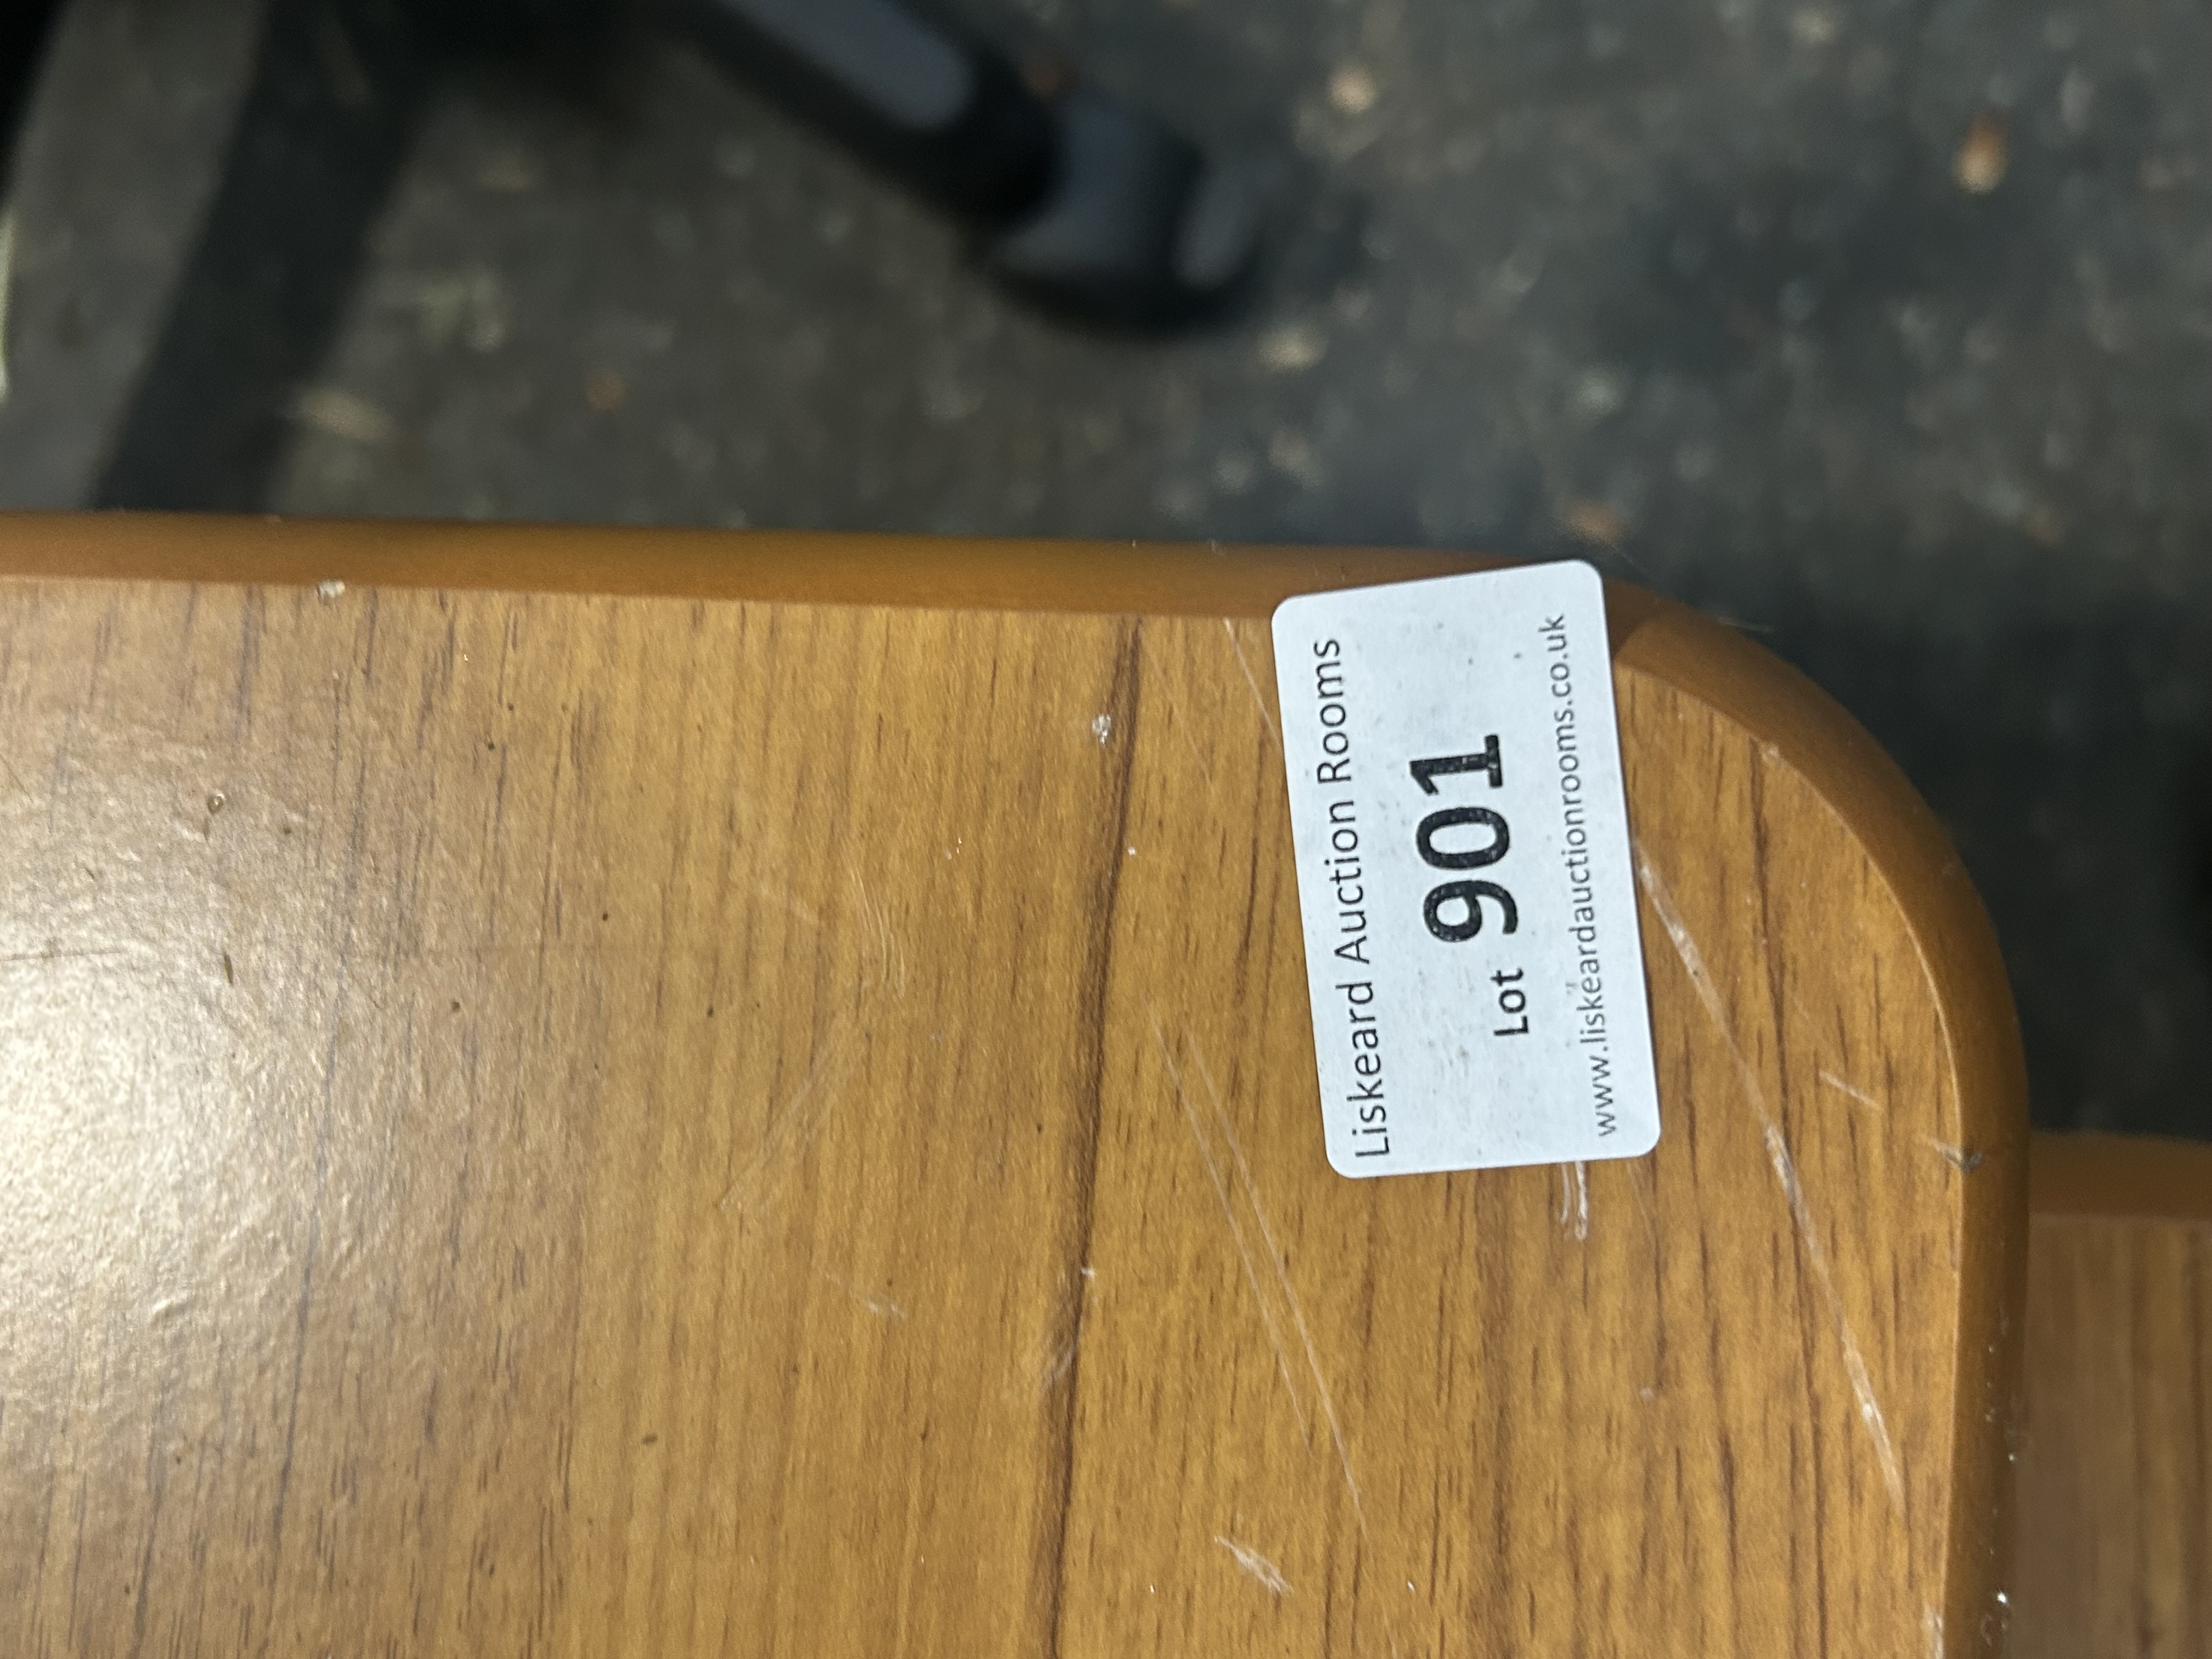 Liskeard Auction Rooms
Lot 901
www.liskeardauctionrooms.co.uk